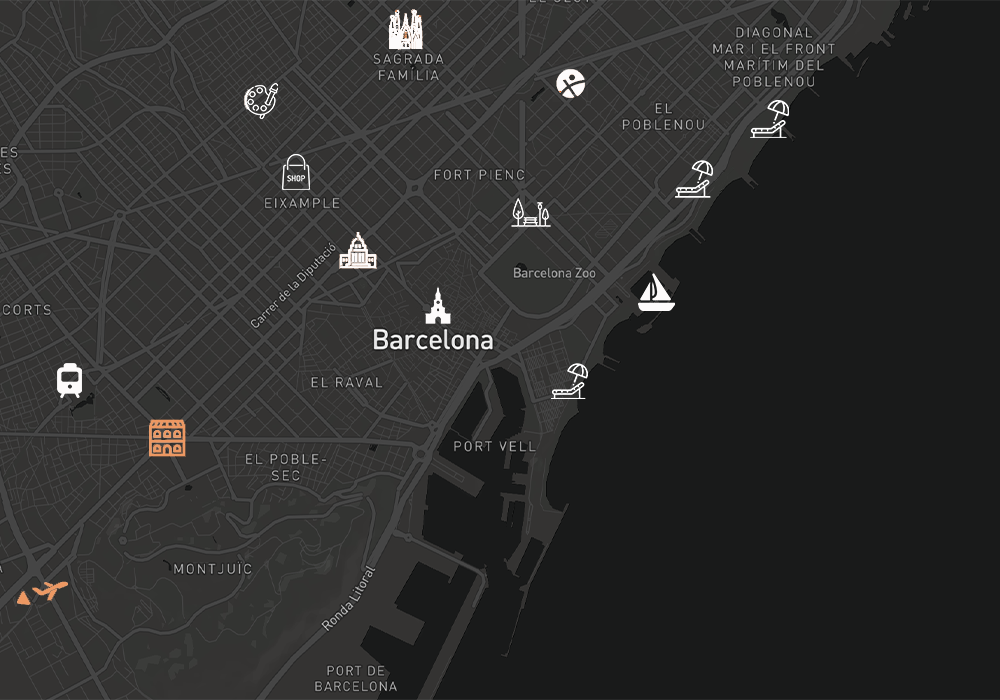 EL CLOT
SAGRADA
FAMÍLIA
DIAGONAL
MAR I EL FRONT
MARÍTIM DEL
POBLENOU
EL
POBLENOU
ES
S
FORT PIENC
SHOP
EIXAMPLE
Carrer de la Diputació
Barcelona Zoo
CORTS
Barcelona
EL RAVAL
PORT VELL
EL POBLE-
SEC
MONTJUÏC
A
Ronda Litoral
PORT DE
BARCELONA